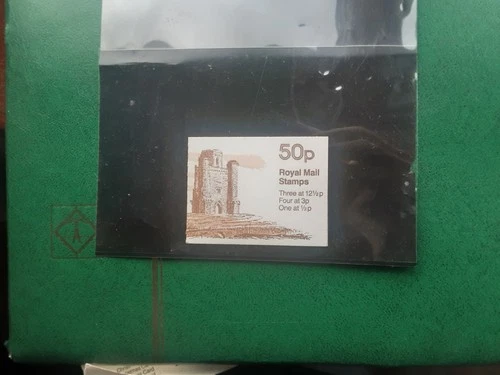 50p
Royal Mail
Stamps
Three at 12½p
Four at 3p
One at ½p